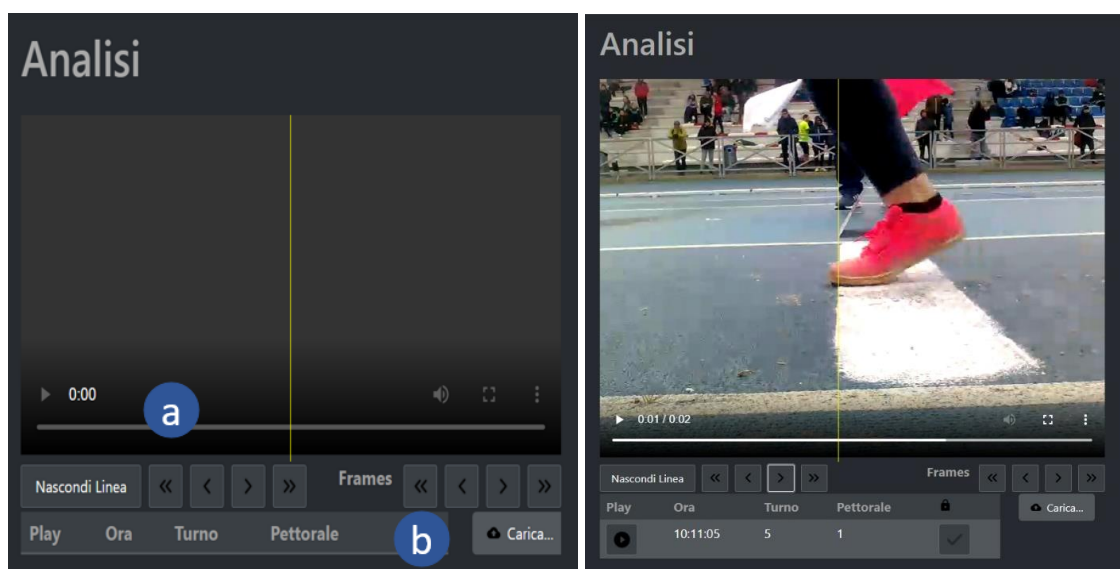 Analisi
0:00
a
Nascondi Linea « < > » Frames « < > »
Play Ora Turno Pettorale b Carica...
Analisi
0:01 / 0:02
Nascondi Linea « < > » Frames « < > »
Play Ora Turno Pettorale Carica...
10:11:05 5 1